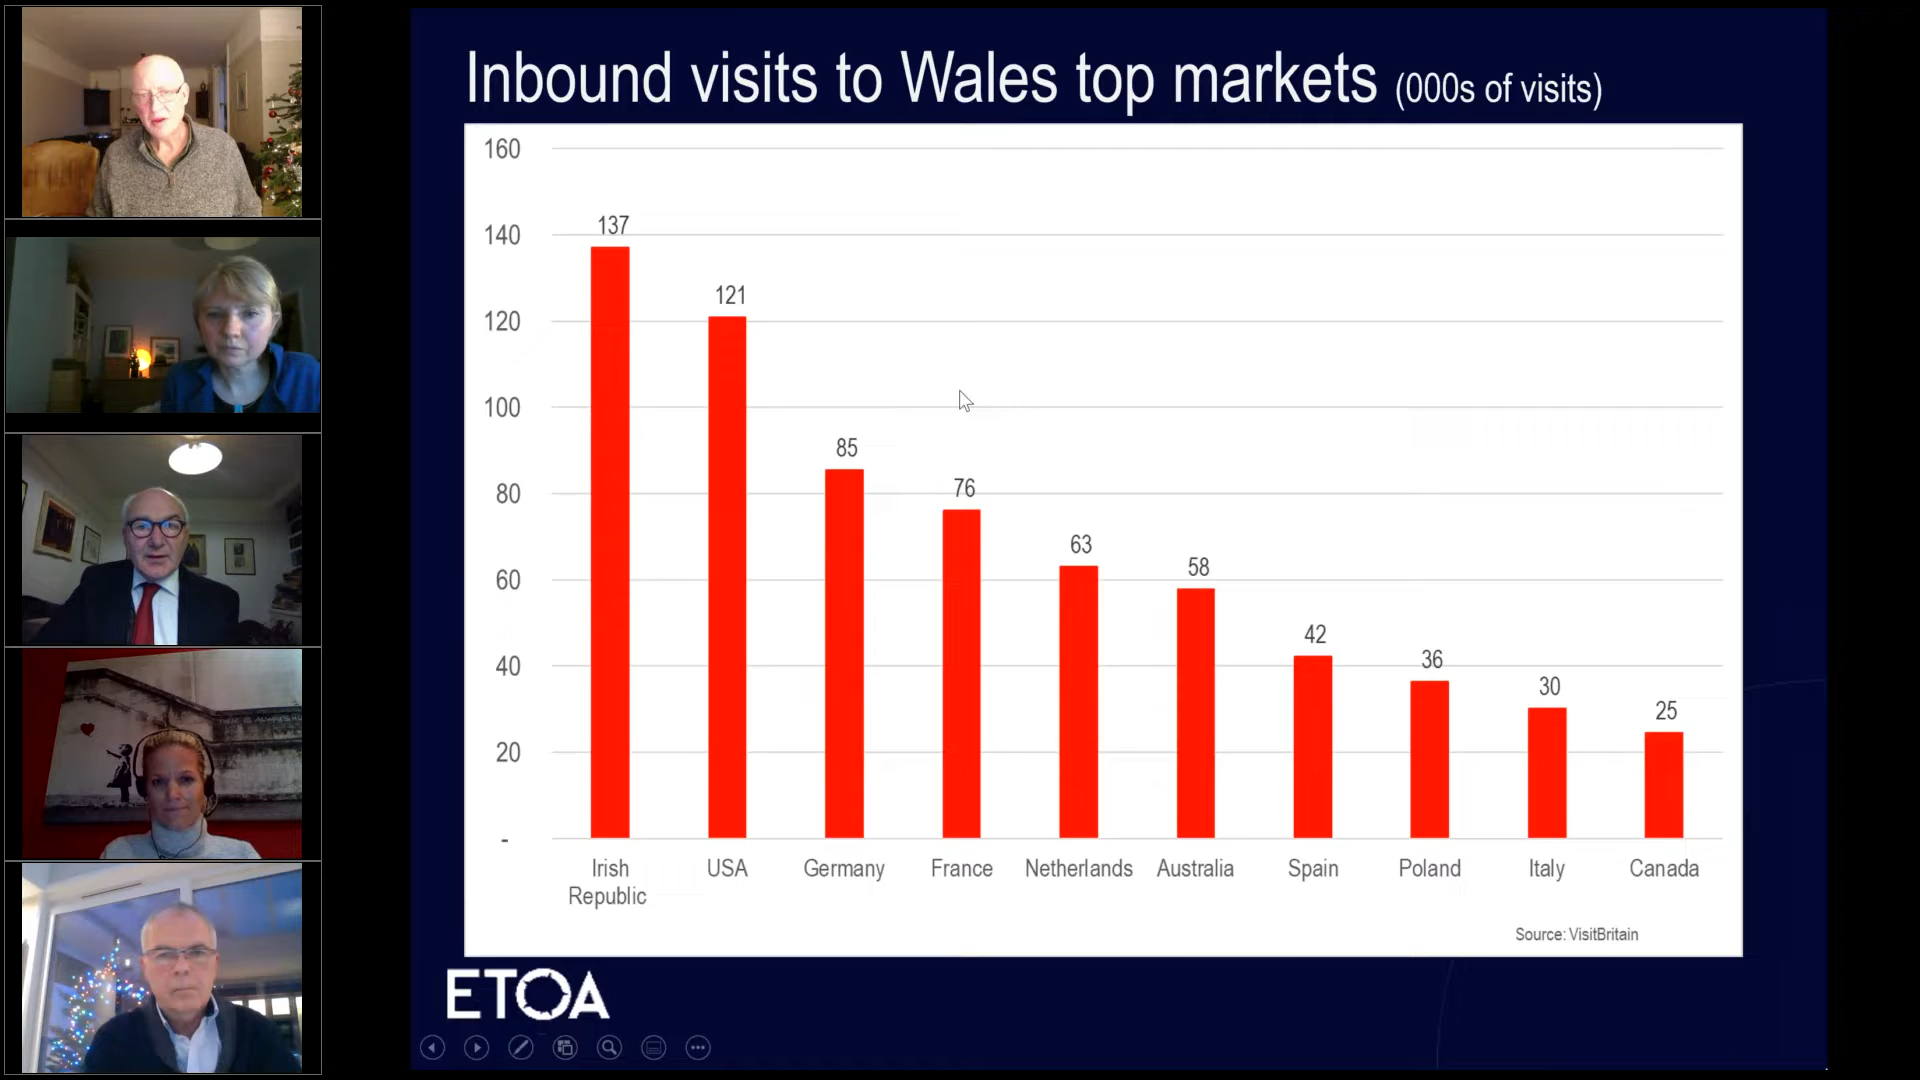 Inbound visits to Wales top markets (000s of visits)
160
140
120
100
80
60
40
20
-
137
121
85
76
63
58
42
36
30
25
Irish Republic
USA
Germany
France
Netherlands
Australia
Spain
Poland
Italy
Canada
Source: VisitBritain
ETOA